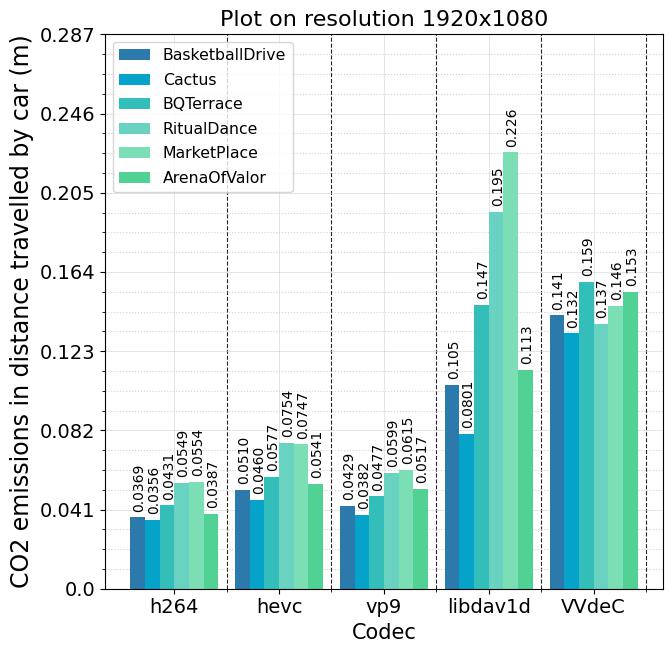 Plot on resolution 1920x1080
CO2 emissions in distance travelled by car (m)
0.287
0.246
0.205
0.164
0.123
0.082
0.041
0.0
BasketballDrive
Cactus
BQTerrace
RitualDance
MarketPlace
ArenaOfValor
0.0369
0.0356
0.0431
0.0549
0.0554
0.0387
0.0510
0.0460
0.0577
0.0754
0.0747
0.0541
0.0429
0.0382
0.0477
0.0599
0.0615
0.0517
0.105
0.0801
0.147
0.195
0.226
0.113
0.141
0.132
0.159
0.137
0.146
0.153
h264
hevc
vp9
libdav1d
VVdeC
Codec